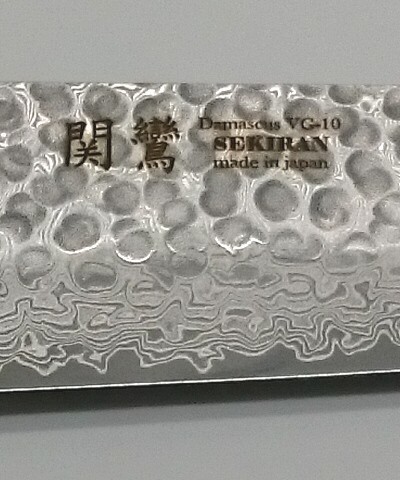 関鸞
Damascus VG-10
SEKIRAN
made in japan